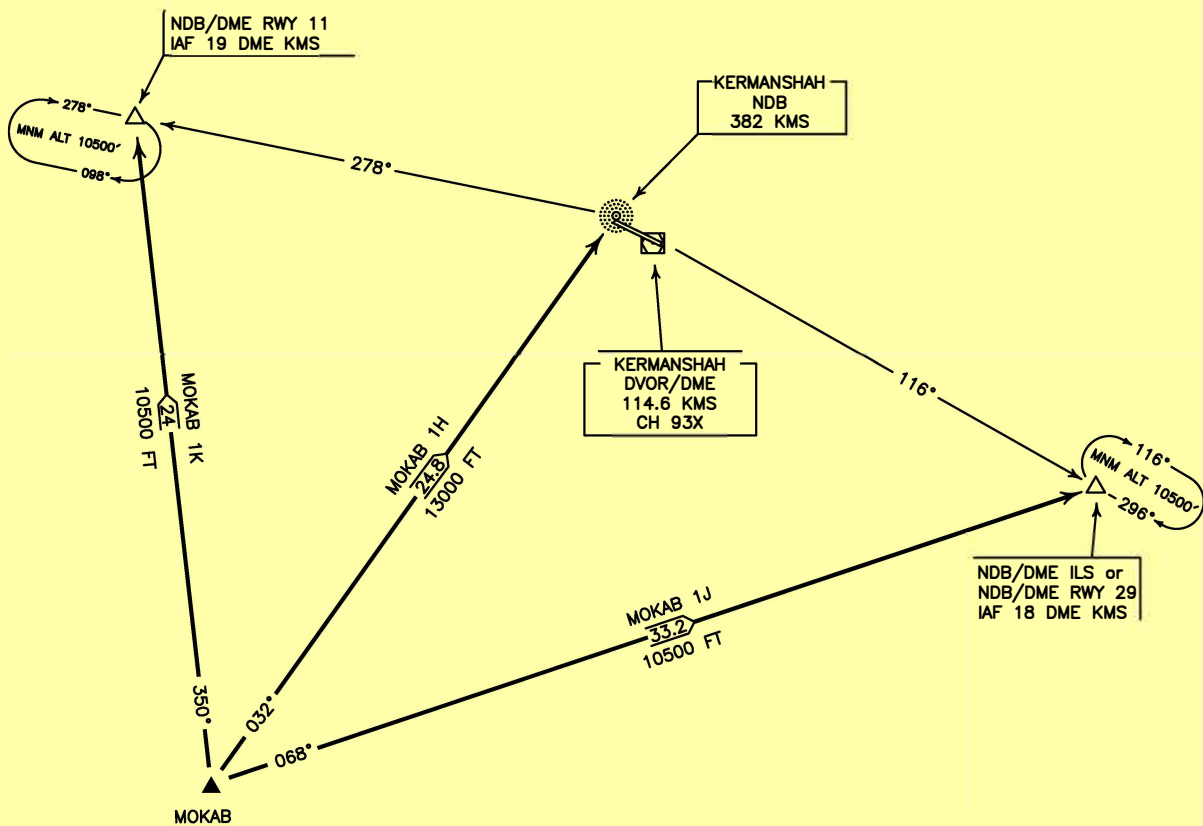 NDB/DME RWY 11
IAF 19 DME KMS
278°
MNM ALT 10500'
098°
278°
KERMANSHAH
NDB
382 KMS
KERMANSHAH
DVOR/DME
114.6 KMS
CH 93X
116°
116°
MNM ALT 10500'
296°
NDB/DME ILS or
NDB/DME RWY 29
IAF 18 DME KMS
MOKAB 1K
24
10500 FT
MOKAB 1H
24.8
13000 FT
MOKAB 1J
33.2
10500 FT
350°
032°
068°
MOKAB